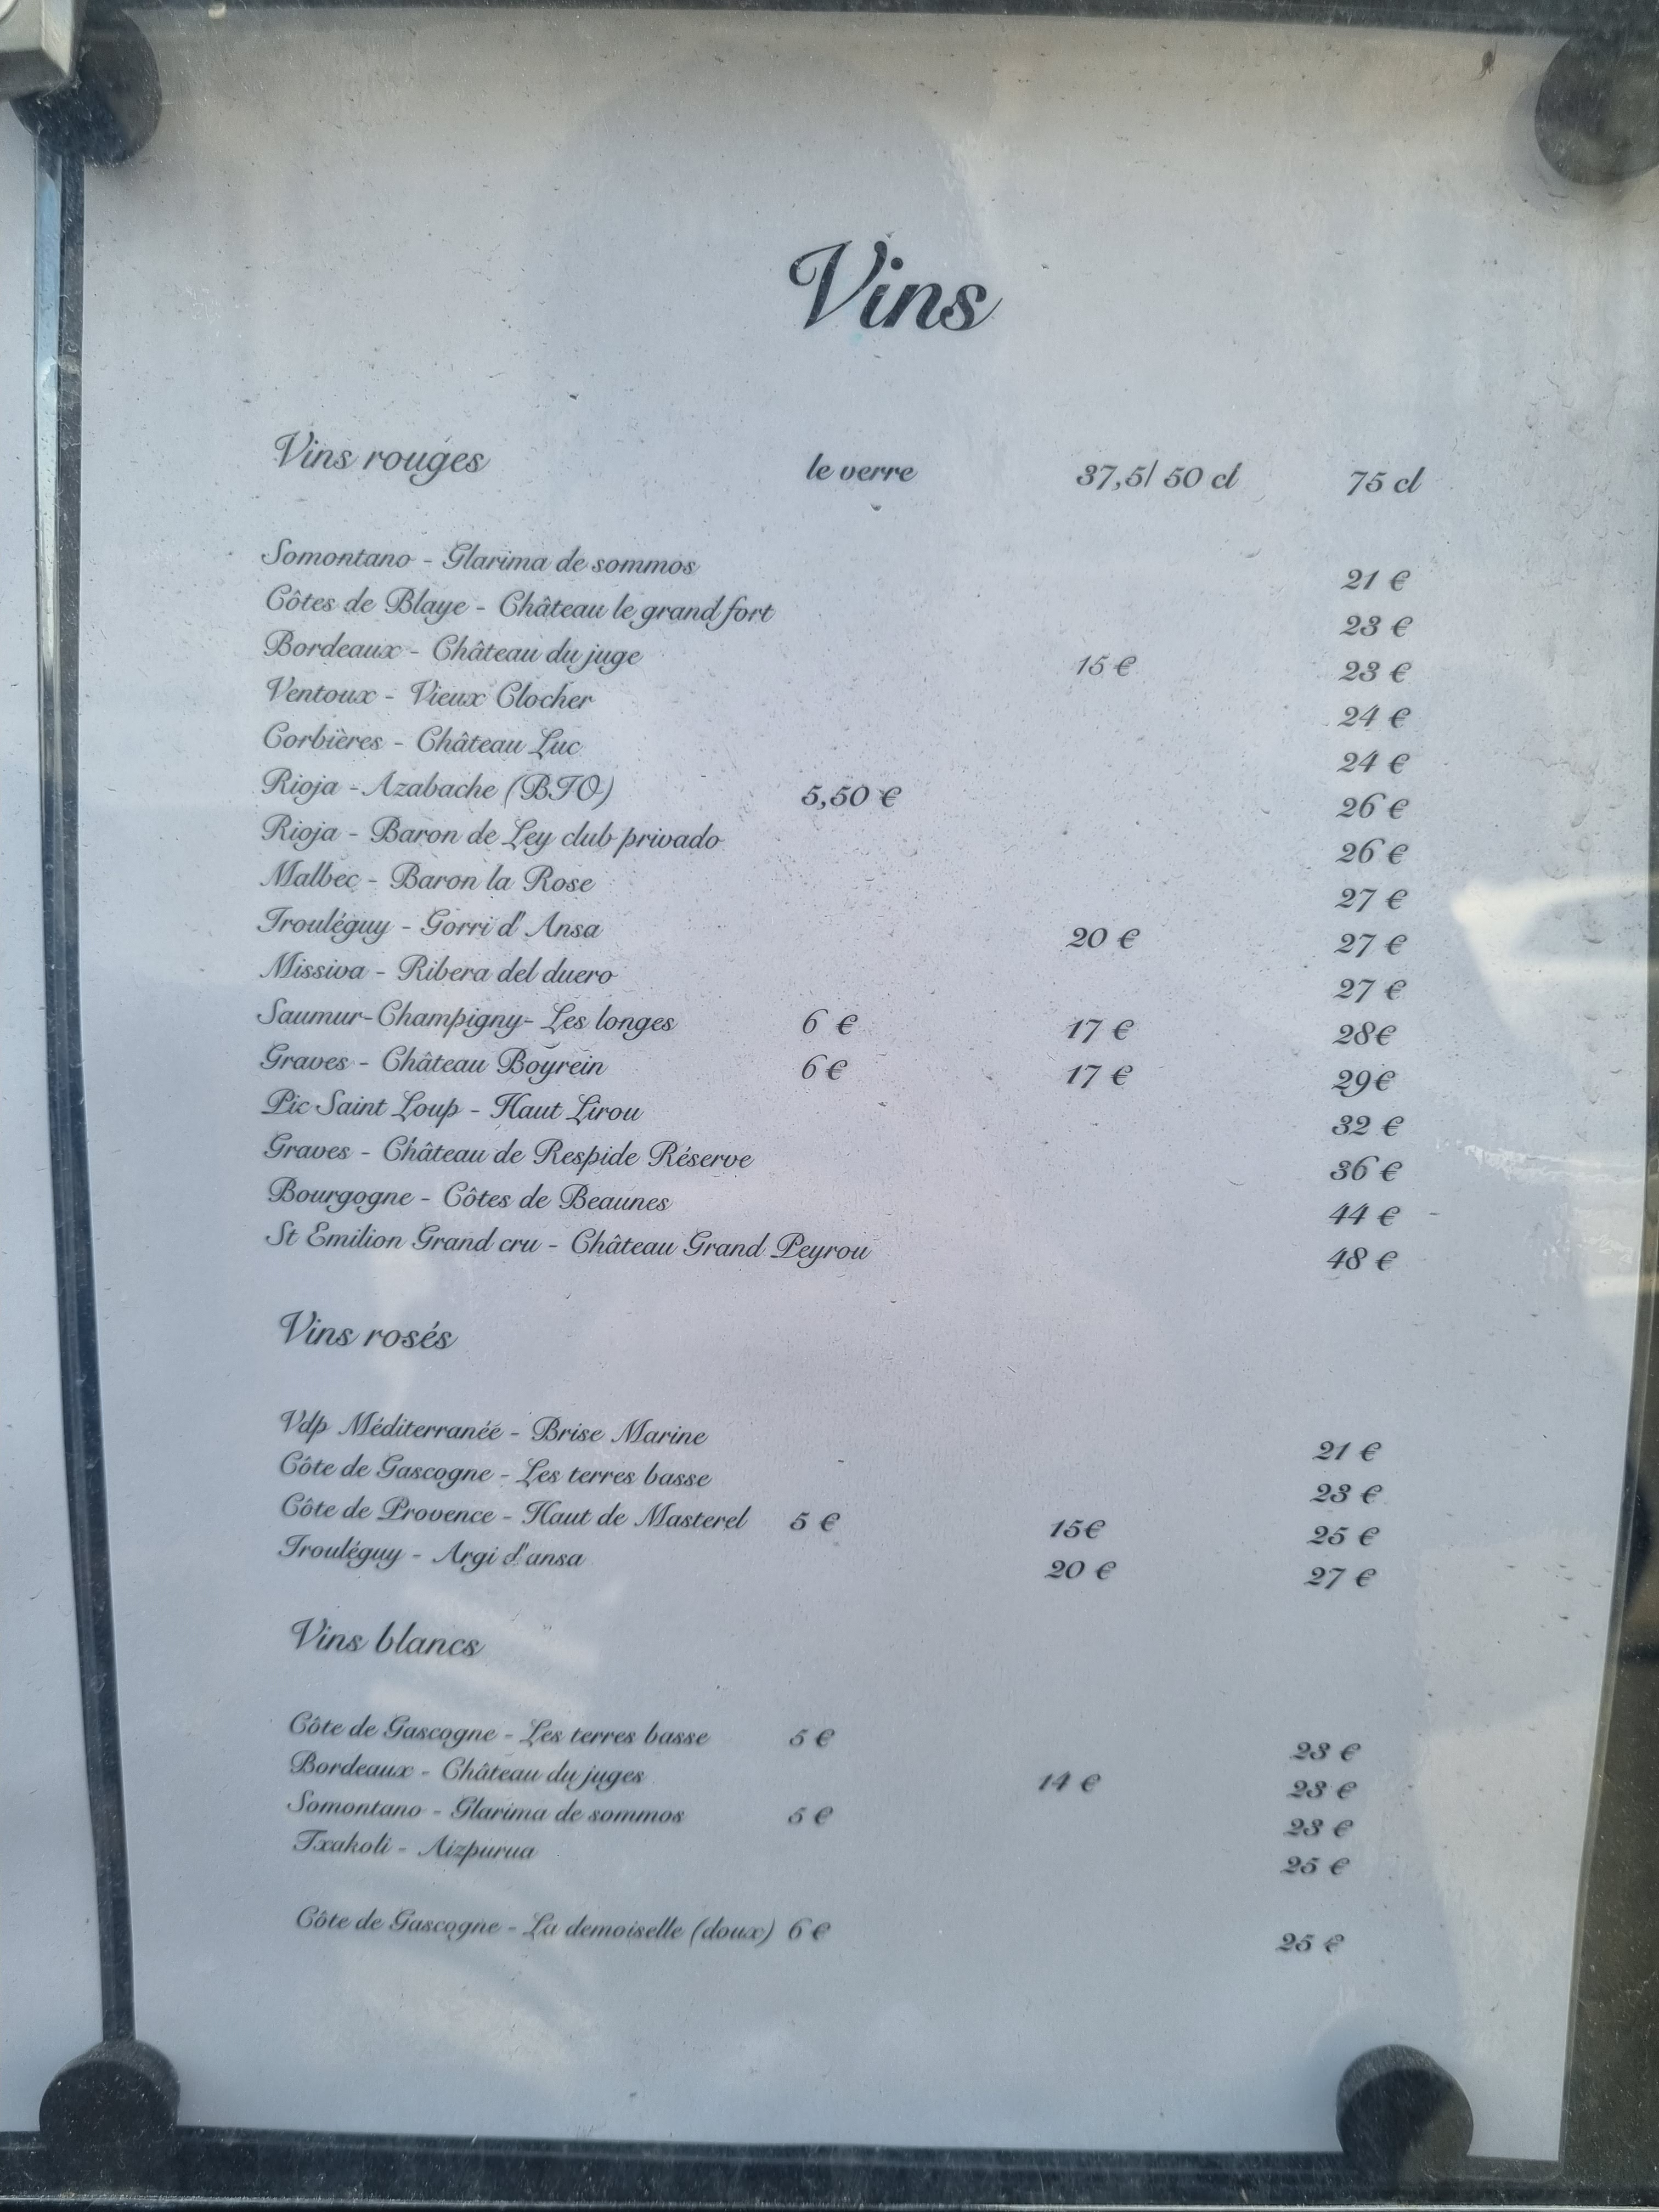 Vins
Vins rouges le verre 37,5/ 50 cl 75 cl
Somontano - Glarima de sommos 21 €
Côtes de Blaye - Château le grand fort 23 €
Bordeaux - Château du juge 15 € 23 €
Ventoux - Vieux Clocher 24 €
Corbières - Château Luc 24 €
Rioja - Azabache (BIO) 5,50 € 26 €
Rioja - Baron de Ley club privado 26 €
Malbec - Baron la Rose 27 €
Irouléguy - Gorri d' Ansa 20 € 27 €
Missiva - Ribera del duero 27 €
Saumur-Champigny- Les longes 6 € 17 € 28€
Graves - Château Boyrein 6 € 17 € 29€
Pic Saint Loup - Haut Lirou 32 €
Graves - Château de Respide Réserve 36 €
Bourgogne - Côtes de Beaunes 44 €
St Emilion Grand cru - Château Grand Peyrou 48 €
Vins rosés
Vdp Méditerranéé - Brise Marine 21 €
Côte de Gascogne - Les terres basse 23 €
Côte de Provence - Haut de Masterel 5 € 15€ 25 €
Irouléguy - Argi d'ansa 20 € 27 €
Vins blancs
Côte de Gascogne - Les terres basse 5 € 23 €
Bordeaux - Château du juges 14 € 23 €
Somontano - Glarima de sommos 5 € 23 €
Txakoli - Aizpurua 25 €
Côte de Gascogne - La demoiselle (doux) 6 € 25 €